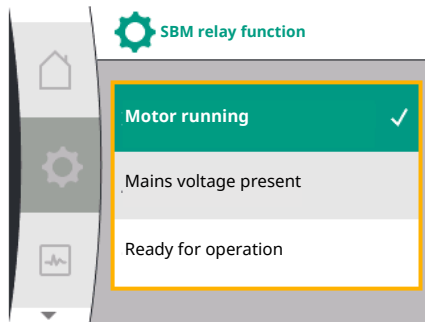 SBM relay function
Motor running
Mains voltage present
Ready for operation